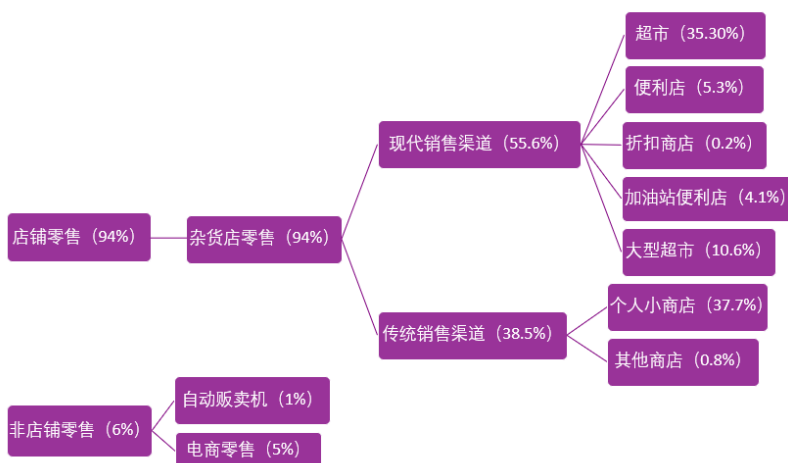 超市（35.30%）
便利店（5.3%）
现代销售渠道（55.6%）
折扣商店（0.2%）
加油站便利店（4.1%）
店铺零售（94%）
杂货店零售（94%）
大型超市（10.6%）
个人小商店（37.7%）
传统销售渠道（38.5%）
其他商店（0.8%）
自动贩卖机（1%）
非店铺零售（6%）
电商零售（5%）